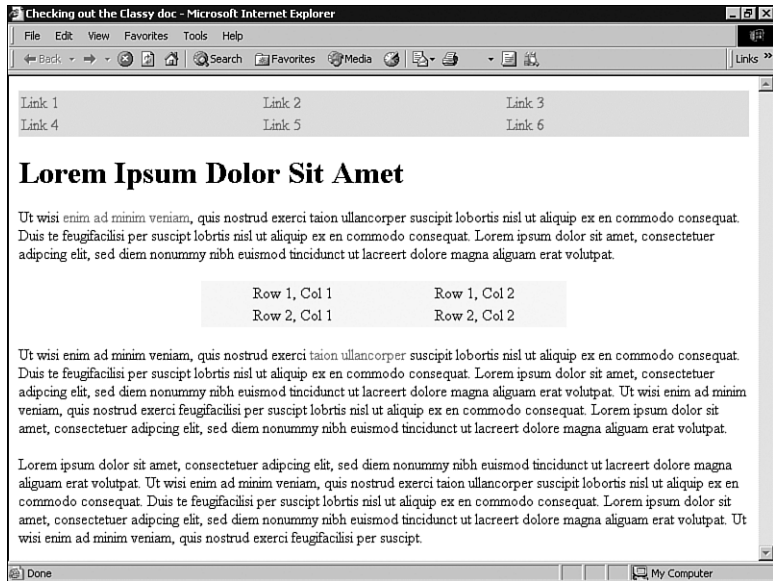 Checking out the Classy doc - Microsoft Internet Explorer
File Edit View Favorites Tools Help
Back Search Favorites Media Links »
Link 1 Link 2 Link 3
Link 4 Link 5 Link 6
Lorem Ipsum Dolor Sit Amet
Ut wisi enim ad minim veniam, quis nostrud exerci taion ullancorper suscipit lobortis nisl ut aliquip ex en commodo consequat.
Duis te feugifacilisi per suscipt lobrtis nisl ut aliquip ex en commodo consequat. Lorem ipsum dolor sit amet, consectetuer
adipcing elit, sed diem nonummy nibh euismod tincidunt ut lacreert dolore magna aliguam erat volutpat.
Row 1, Col 1 Row 1, Col 2
Row 2, Col 1 Row 2, Col 2
Ut wisi enim ad minim veniam, quis nostrud exerci taion ullancorper suscipit lobortis nisl ut aliquip ex en commodo consequat.
Duis te feugifacilisi per suscipt lobrtis nisl ut aliquip ex en commodo consequat. Lorem ipsum dolor sit amet, consectetuer
adipcing elit, sed diem nonummy nibh euismod tincidunt ut lacreert dolore magna aliguam erat volutpat. Ut wisi enim ad minim
veniam, quis nostrud exerci feugifacilisi per suscipt lobrtis nisl ut aliquip ex en commodo consequat. Lorem ipsum dolor sit
amet, consectetuer adipcing elit, sed diem nonummy nibh euismod tincidunt ut lacreert dolore magna aliguam erat volutpat.
Lorem ipsum dolor sit amet, consectetuer adipcing elit, sed diem nonummy nibh euismod tincidunt ut lacreert dolore magna
aliguam erat volutpat. Ut wisi enim ad minim veniam, quis nostrud exerci taion ullancorper suscipit lobortis nisl ut aliquip ex en
commodo consequat. Duis te feugifacilisi per suscipt lobrtis nisl ut aliquip ex en commodo consequat. Lorem ipsum dolor sit
amet, consectetuer adipcing elit, sed diem nonummy nibh euismod tincidunt ut lacreert dolore magna aliguam erat volutpat. Ut
wisi enim ad minim veniam, quis nostrud exerci feugifacilisi per suscipt.
Done My Computer